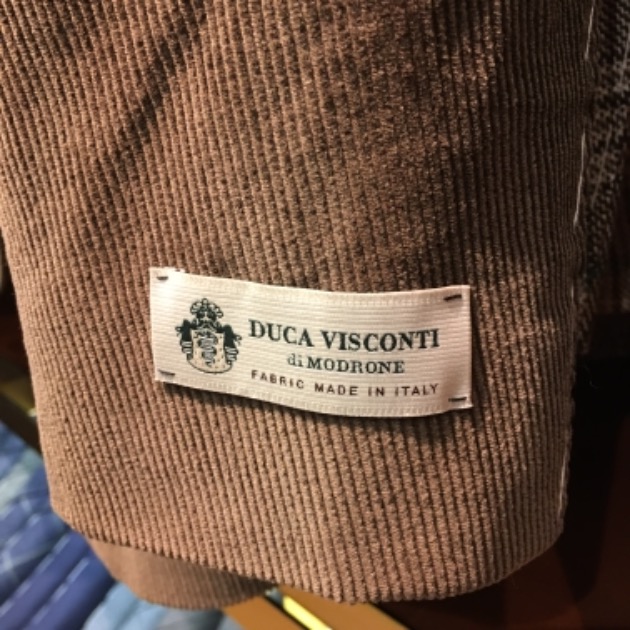 DUCA VISCONTI
di MODRONE
FABRIC MADE IN ITALY